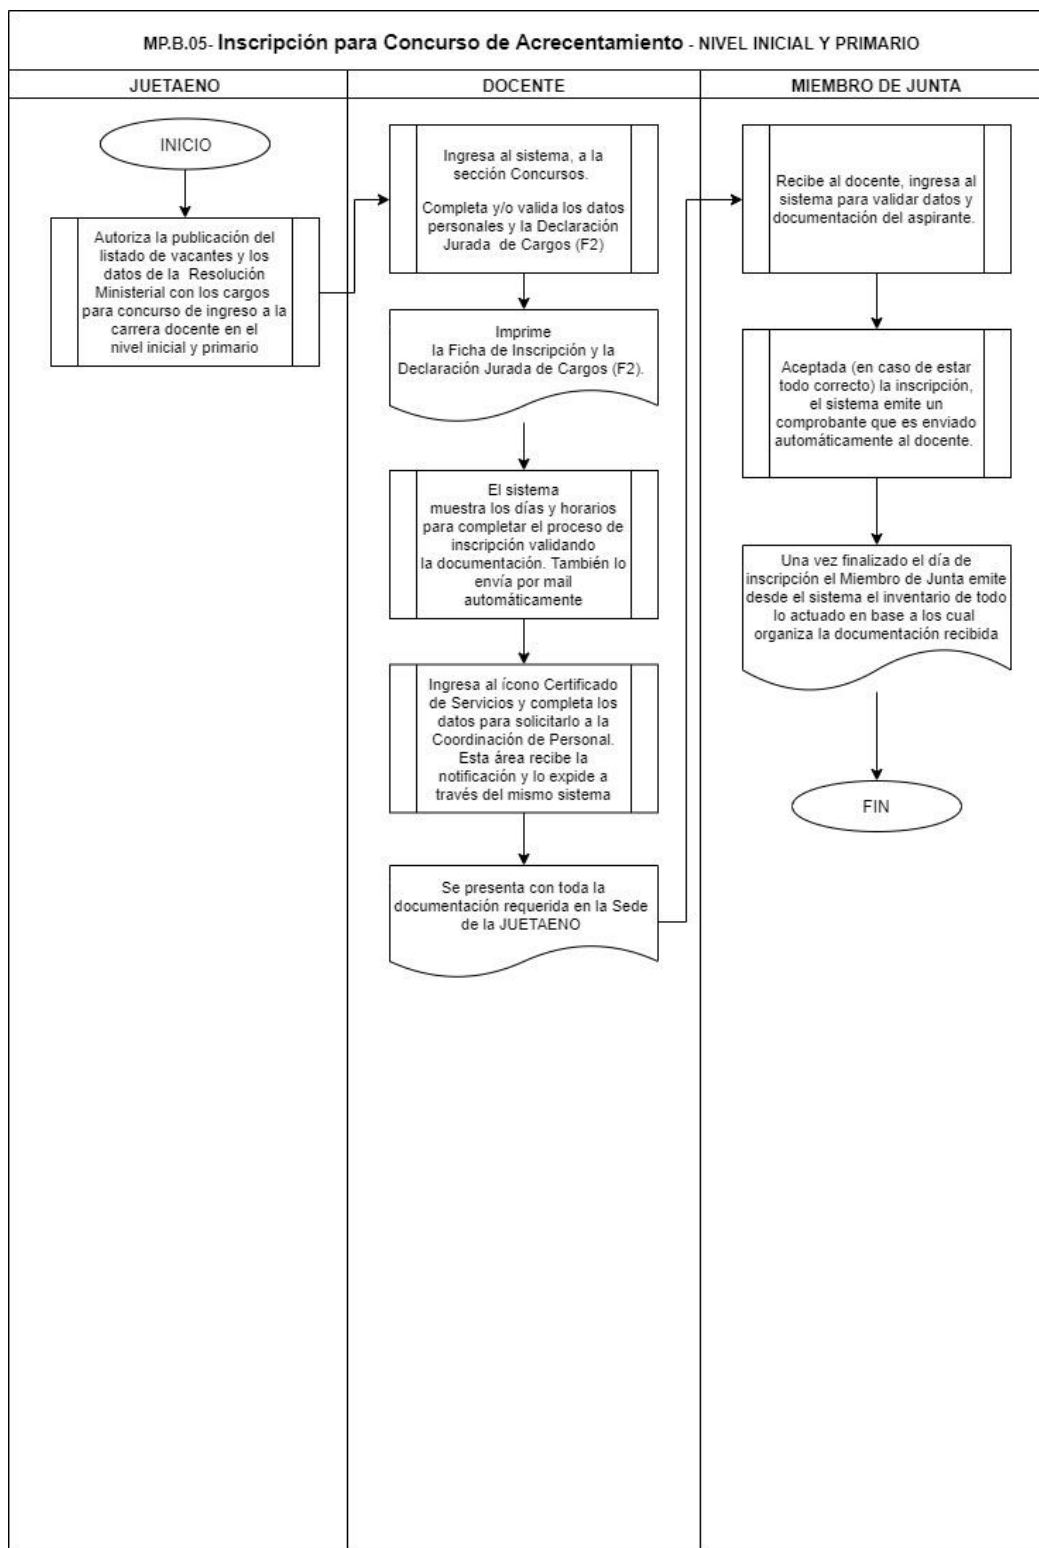 MP.B.05- Inscripción para Concurso de Acrecentamiento - NIVEL INICIAL Y PRIMARIO
JUETAENO
DOCENTE
MIEMBRO DE JUNTA
INICIO
Autoriza la publicación del
listado de vacantes y los
datos de la Resolución
Ministerial con los cargos
para concurso de ingreso a la
carrera docente en el
nivel inicial y primario
Ingresa al sistema, a la
sección Concursos.
Completa y/o valida los datos
personales y la Declaración
Jurada de Cargos (F2)
Imprime
la Ficha de Inscripción y la
Declaración Jurada de Cargos (F2).
El sistema
muestra los días y horarios
para completar el proceso de
inscripción validando
la documentación. También lo
envía por mail
automáticamente
Ingresa al ícono Certificado
de Servicios y completa los
datos para solicitarlo a la
Coordinación de Personal.
Esta área recibe la
notificación y lo expide a
través del mismo sistema
Se presenta con toda la
documentación requerida en la Sede
de la JUETAENO
Recibe al docente, ingresa al
sistema para validar datos y
documentación del aspirante.
Aceptada (en caso de estar
todo correcto) la inscripción,
el sistema emite un
comprobante que es enviado
automáticamente al docente.
Una vez finalizado el día de
inscripción el Miembro de Junta emite
desde el sistema el inventario de todo
lo actuado en base a los cual
organiza la documentación recibida
FIN